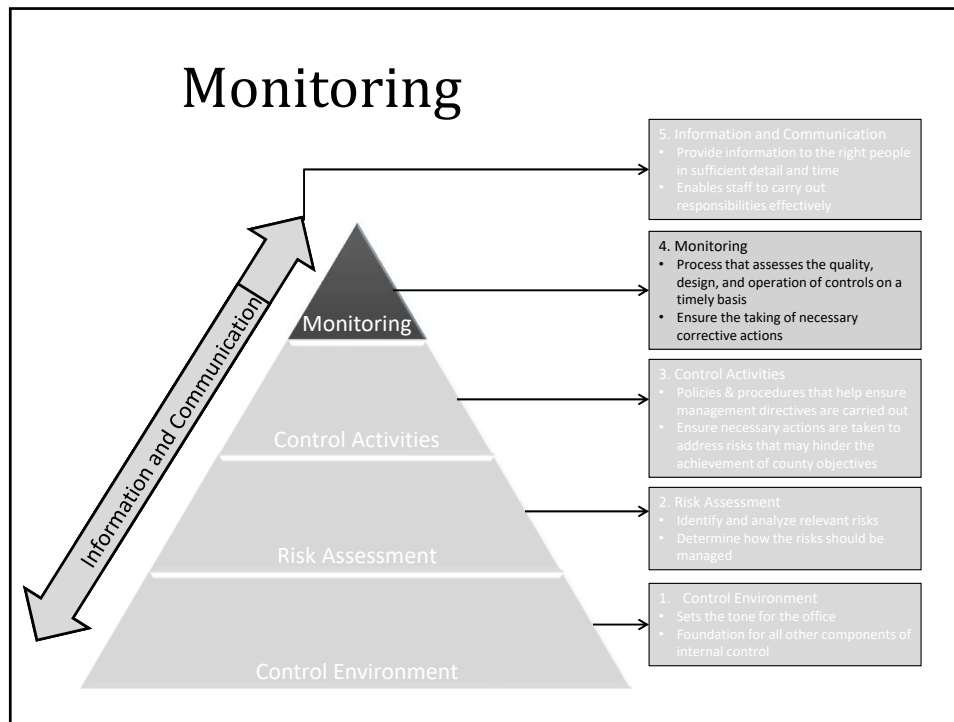 Monitoring
5. Information and Communication
• Provide information to the right people
in sufficient detail and time
• Enables staff to carry out
responsibilities effectively
4. Monitoring
• Process that assesses the quality,
design, and operation of controls on a
timely basis
• Ensure the taking of necessary
corrective actions
3. Control Activities
• Policies & procedures that help ensure
management directives are carried out
• Ensure necessary actions are taken to
address risks that may hinder the
achievement of county objectives
2. Risk Assessment
• Identify and analyze relevant risks
• Determine how the risks should be
managed
1. Control Environment
• Sets the tone for the office
• Foundation for all other components of
internal control
Information and Communication
Monitoring
Control Activities
Risk Assessment
Control Environment